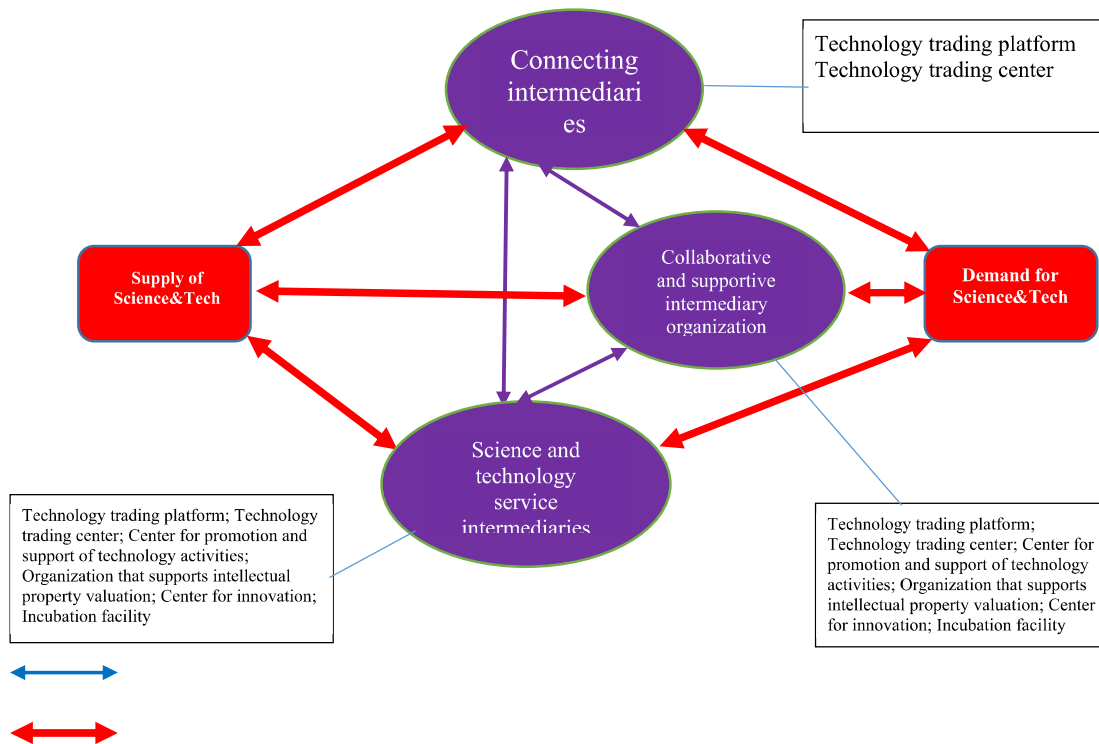 Connecting
intermediari
es
Technology trading platform
Technology trading center
Supply of
Science&Tech
Collaborative
and supportive
intermediary
organization
Demand for
Science&Tech
Science and
technology
service
intermediaries
Technology trading platform; Technology
trading center; Center for promotion and
support of technology activities;
Organization that supports intellectual
property valuation; Center for innovation;
Incubation facility
Technology trading platform;
Technology trading center; Center for
promotion and support of technology
activities; Organization that supports
intellectual property valuation; Center
for innovation; Incubation facility